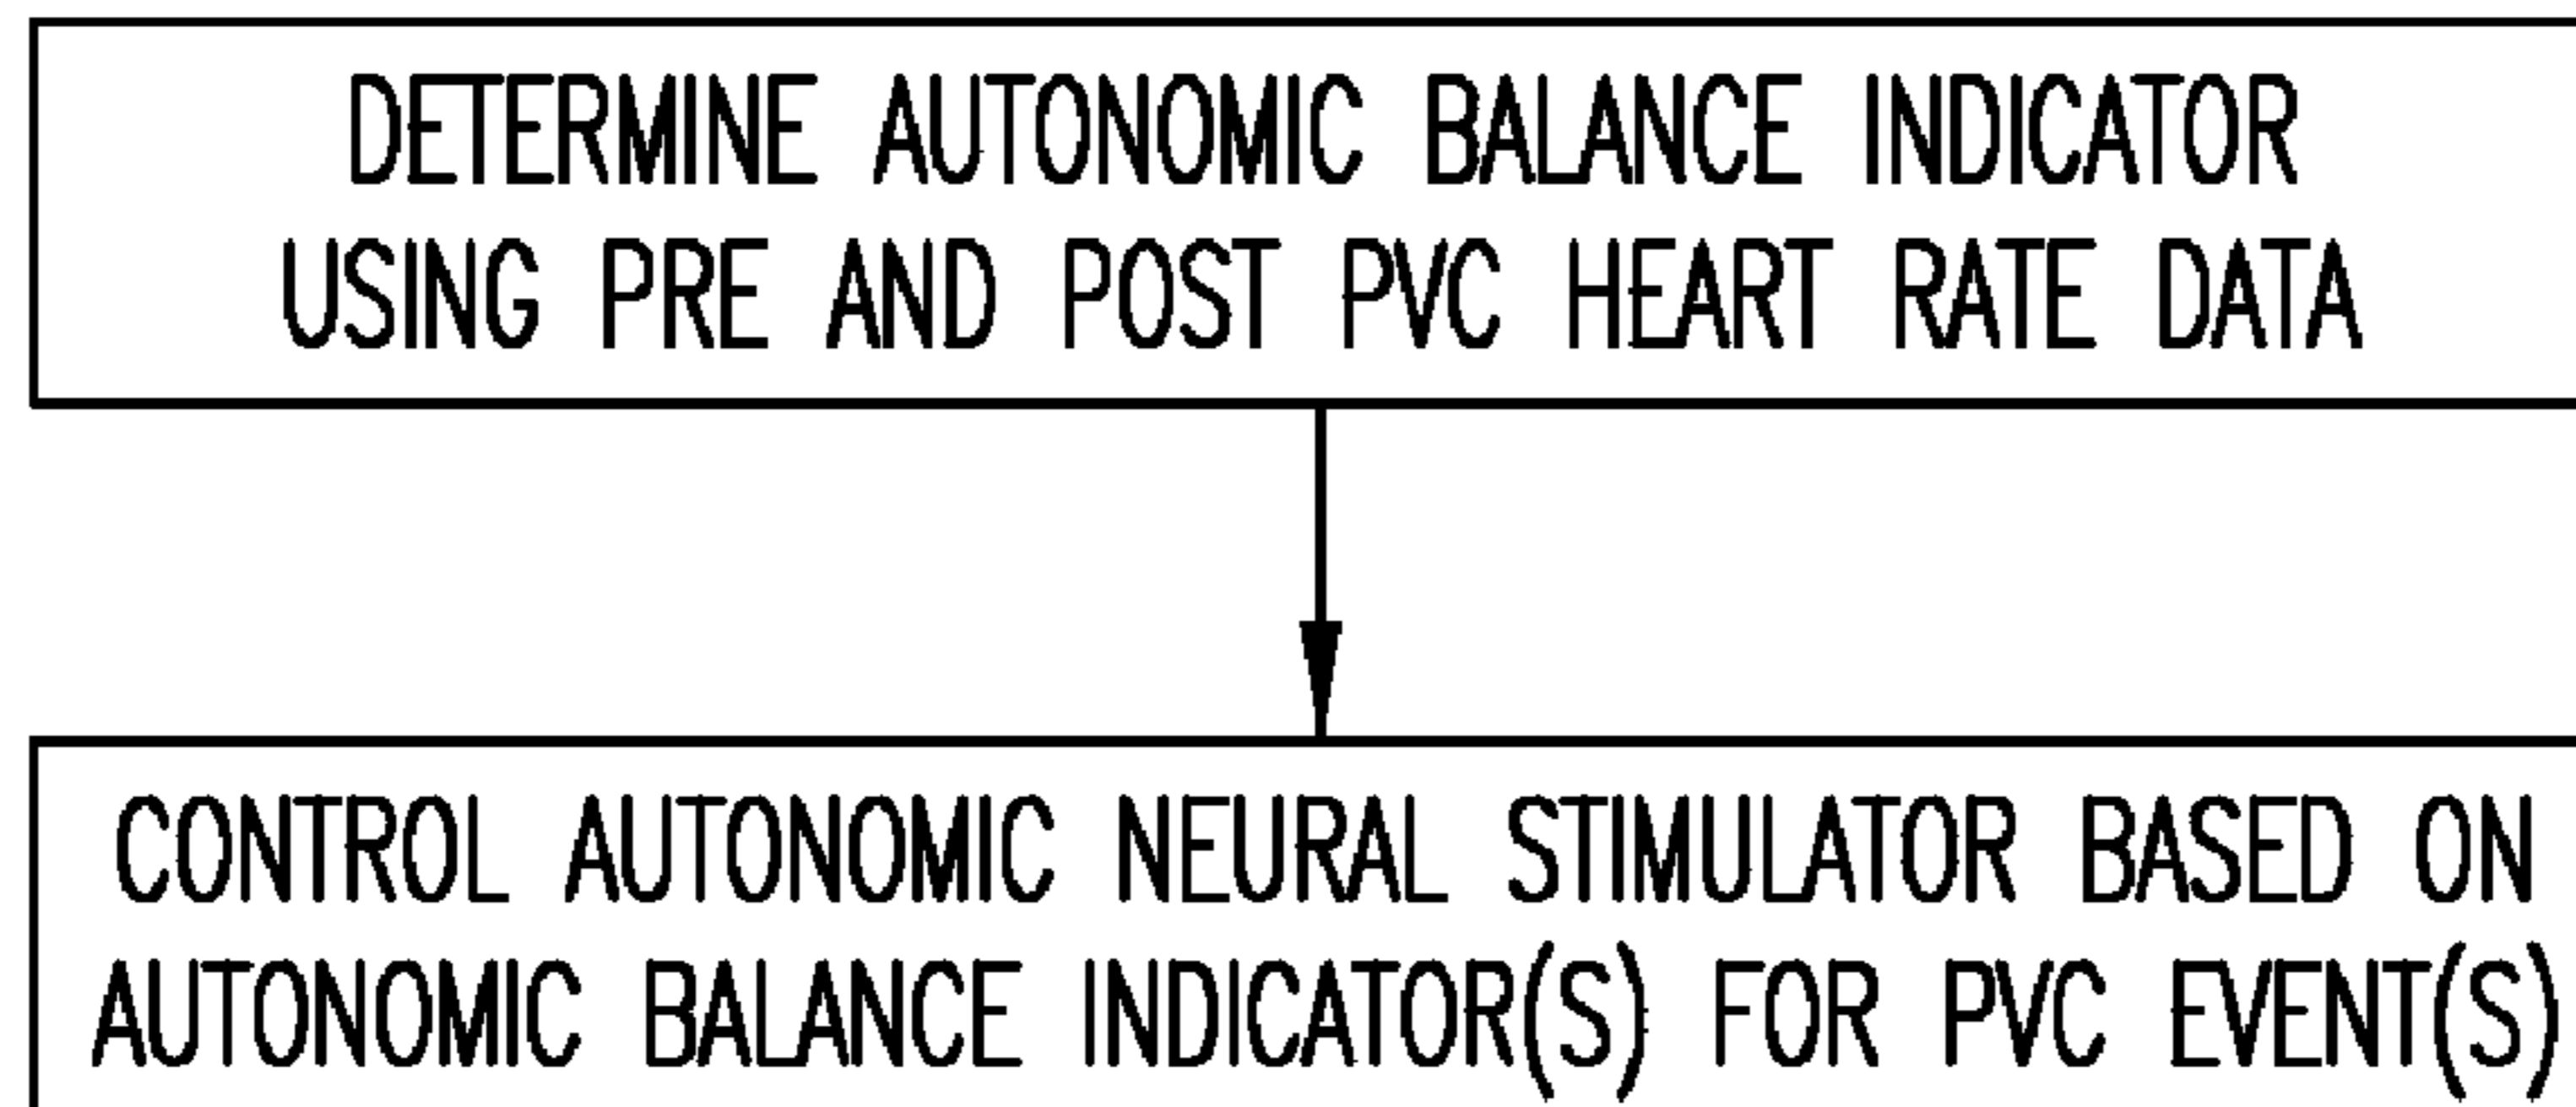 DETERMINE AUTONOMIC BALANCE INDICATOR
USING PRE AND POST PVC HEART RATE DATA
CONTROL AUTONOMIC NEURAL STIMULATOR BASED ON
AUTONOMIC BALANCE INDICATOR(S) FOR PVC EVENT(S)